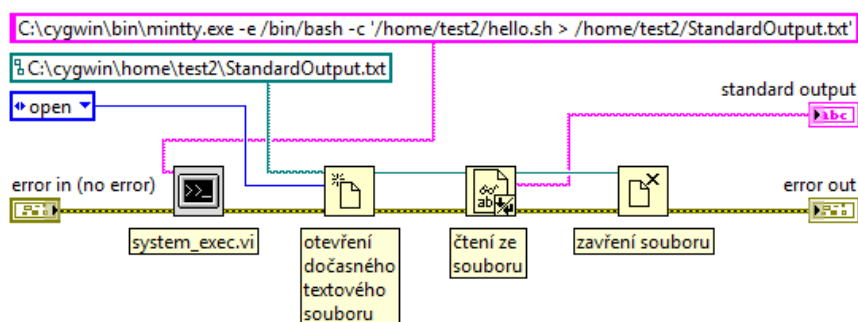 C:\cygwin\bin\mintty.exe -e /bin/bash -c '/home/test2/hello.sh > /home/test2/StandardOutput.txt'
C:\cygwin\home\test2\StandardOutput.txt
open
standard output
abc
error in (no error)
error out
ab
system_exec.vi
otevření
dočasného
textového
souboru
čtení ze
souboru
zavření souboru